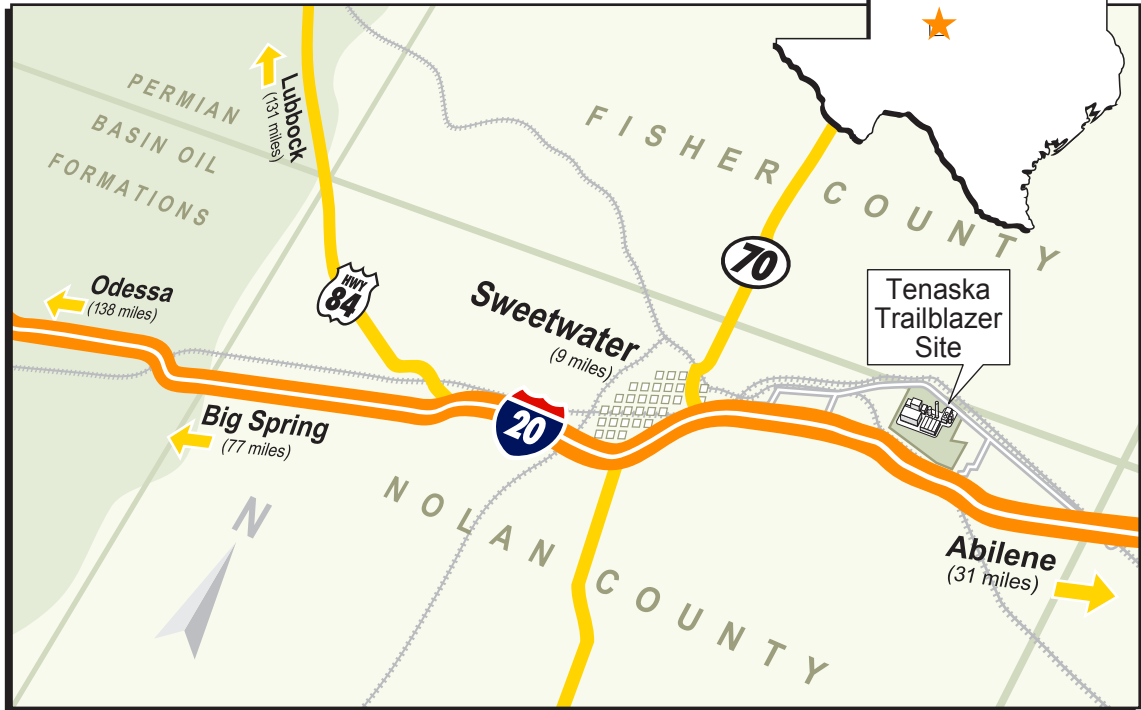 PERMIAN
BASIN OIL
FORMATIONS
Lubbock
(131 miles)
FISHER COUNTY
70
HWY
84
Odessa
(138 miles)
Sweetwater
(9 miles)
Tenaska
Trailblazer
Site
Big Spring
(77 miles)
20
N
NOLAN COUNTY
Abilene
(31 miles)